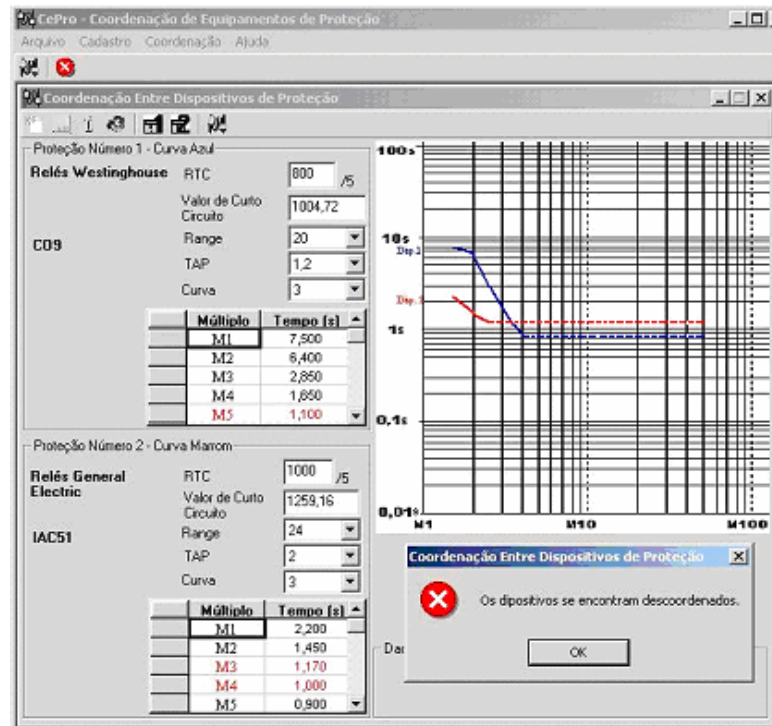 CePro - Coordenação de Equipamentos de Proteção
Arquivo Cadastro Coordenação Ajuda
Coordenação Entre Dispositivos de Proteção
Proteção Número 1 - Curva Azul
Relés Westinghouse
RTC 800 /5
Valor de Curto
Circuito
1004,72
CO9
Range 20
TAP 1,2
Curva 3
Múltiplo Tempo (s)
M1 7,500
M2 6,400
M3 2,850
M4 1,650
M5 1,100
Proteção Número 2 - Curva Marrom
Relés General
Electric
RTC 1000 /5
Valor de Curto
Circuito
1259,16
IAC51
Range 24
TAP 2
Curva 3
Múltiplo Tempo (s)
M1 2,200
M2 1,450
M3 1,170
M4 1,000
M5 0,900
100s
10s
1s
0,1s
0,01s
M1 M10 M100
Coordenação Entre Dispositivos de Proteção
Os dipositivos se encontram descoordenados.
OK